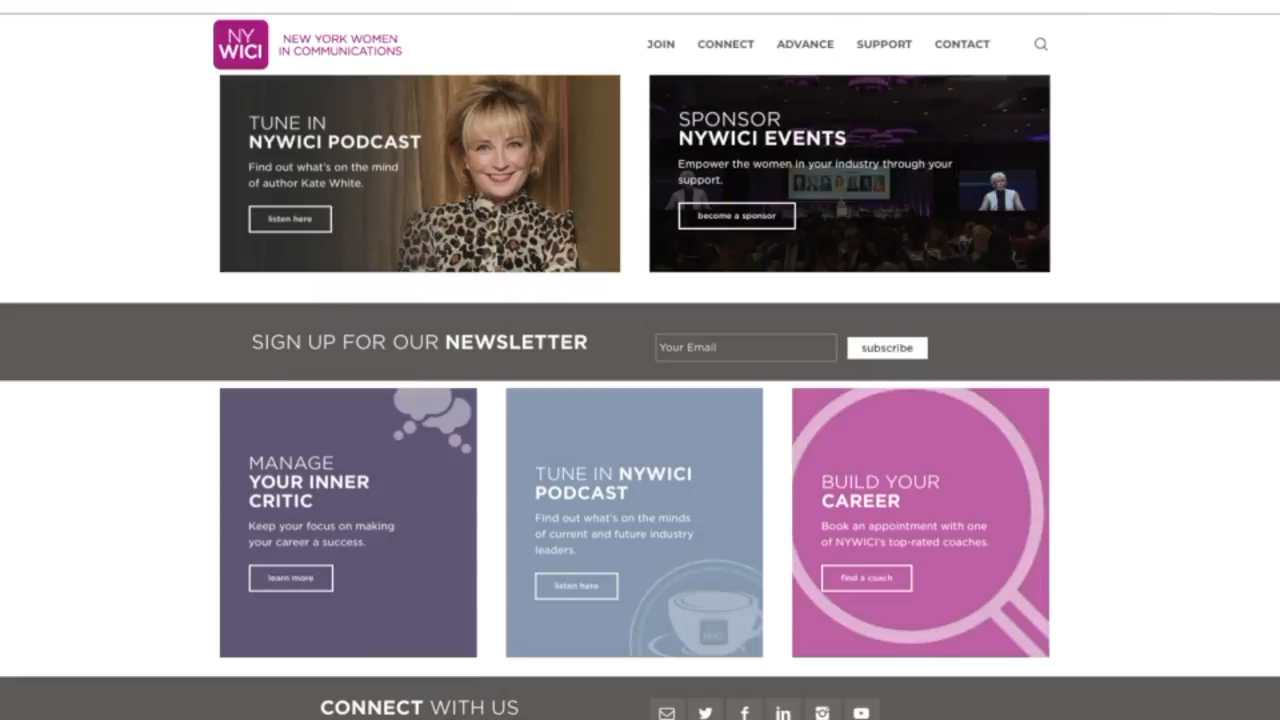 NY
WICI
NEW YORK WOMEN
IN COMMUNICATIONS
JOIN
CONNECT
ADVANCE
SUPPORT
CONTACT
TUNE IN
NYWICI PODCAST
Find out what's on the mind
of author Kate White.
listen here
SPONSOR
NYWICI EVENTS
Empower the women in your industry through your
support.
become a sponsor
SIGN UP FOR OUR NEWSLETTER
Your Email
subscribe
MANAGE
YOUR INNER
CRITIC
Keep your focus on making
your career a success.
learn more
TUNE IN NYWICI
PODCAST
Find out what's on the minds
of current and future industry
leaders.
listen here
BUILD YOUR
CAREER
Book an appointment with one
of NYWICI's top-rated coaches.
find a coach
CONNECT WITH US